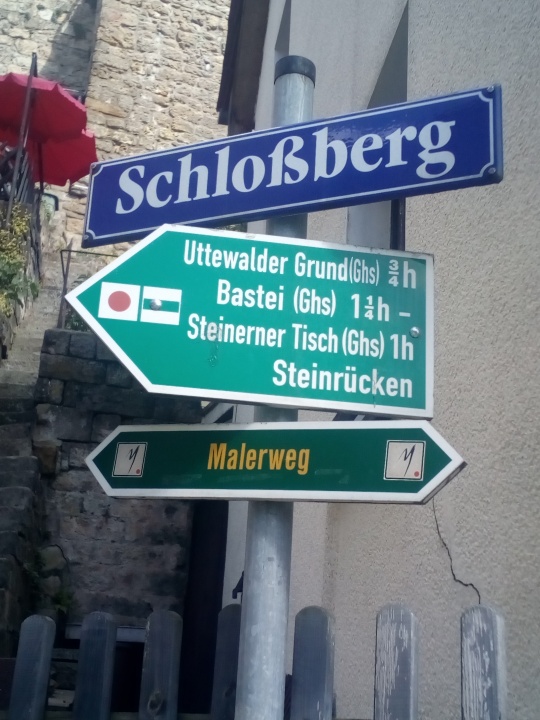 Schloßberg
Uttewalder Grund(Ghs) ¾h
Bastei (Ghs) 1¼h –
Steinerner Tisch(Ghs) 1h
Steinrücken
Malerweg